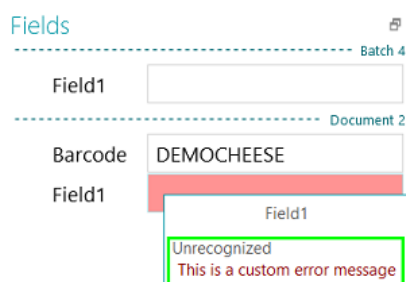 Fields
Batch 4
Field1
Document 2
Barcode DEMOCHEESE
Field1
Field1
Unrecognized
This is a custom error message